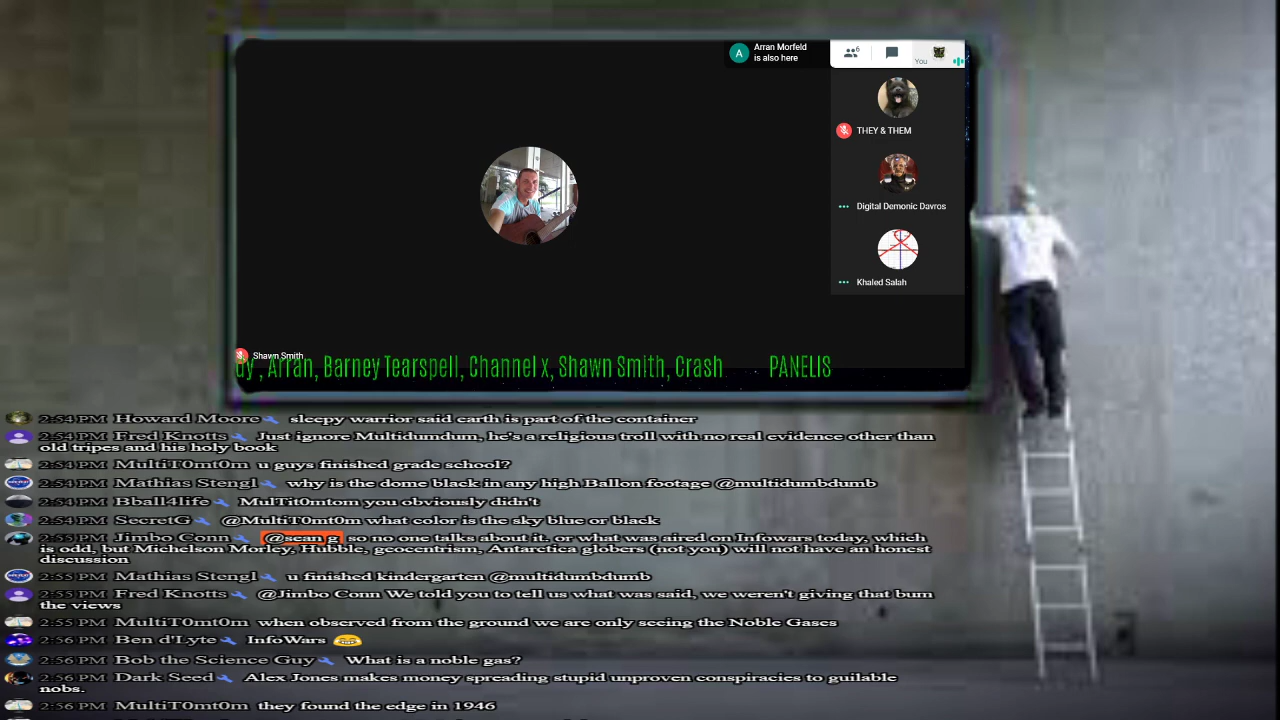 Arran Morfeld
is also here
6
You
THEY & THEM
Digital Demonic Davros
Khaled Salah
Shawn Smith
dy , Arran, Barney Tearspell, Channel x, Shawn Smith, Crash PANELIS
2:54 PM Howard Moore sleepy warrior said earth is part of the container
2:54 PM Fred Knotts Just ignore Multidumdum, he's a religious troll with no real evidence other than
old tripes and his holy book
2:54 PM MultiT0mt0m u guys finished grade school?
2:54 PM Mathias Stengl why is the dome black in any high Ballon footage @multidumbdumb
2:54 PM Bball4life MulTit0mtom you obviously didn't
2:54 PM SecretG @MultiT0mt0m what color is the sky blue or black
2:55 PM Jimbo Conn @sean g so no one talks about it, or what was aired on Infowars today, which
is odd, but Michelson Morley, Hubble, geocentrism, Antarctica globers (not you) will not have an honest
discussion
2:55 PM Mathias Stengl u finished kindergarten @multidumbdumb
2:55 PM Fred Knotts @Jimbo Conn We told you to tell us what was said, we weren't giving that bum
the views
2:55 PM MultiT0mt0m when observed from the ground we are only seeing the Noble Gases
2:56 PM Ben d'Lyte InfoWars 😂
2:56 PM Bob the Science Guy What is a noble gas?
2:56 PM Dark Seed Alex Jones makes money spreading stupid unproven conspiracies to guilable
nobs.
2:56 PM MultiT0mt0m they found the edge in 1946